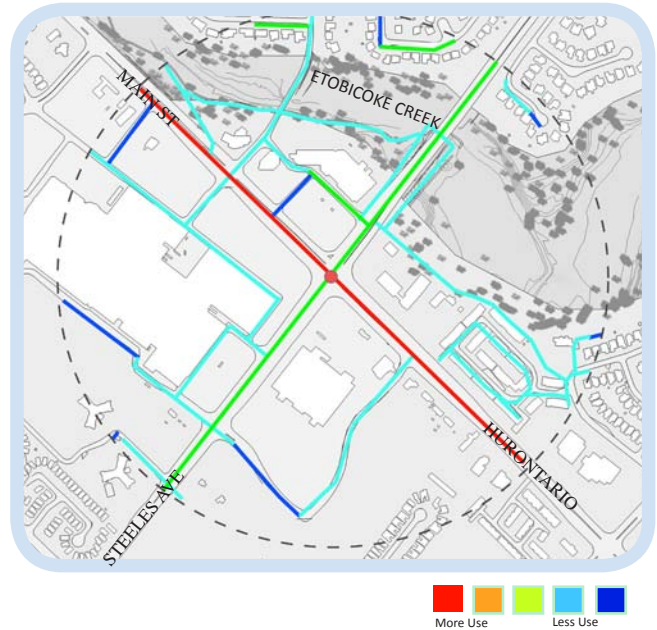 MAIN ST
ETOBICOKE CREEK
HURONTARIO
STEELES AVE
More Use
Less Use